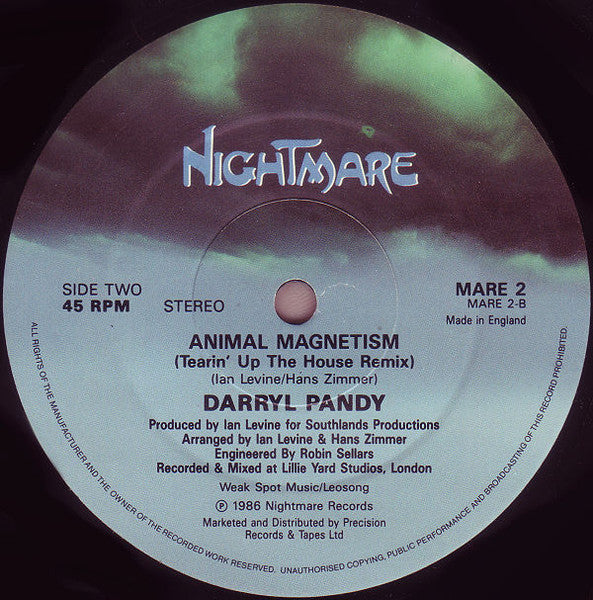 NIGHTMARE
SIDE TWO
45 RPM
STEREO
MARE 2
MARE 2-B
Made in England
ANIMAL MAGNETISM
(Tearin' Up The House Remix)
(Ian Levine/Hans Zimmer)
DARRYL PANDY
Produced by Ian Levine for Southlands Productions
Arranged by Ian Levine & Hans Zimmer
Engineered By Robin Sellars
Recorded & Mixed at Lillie Yard Studios, London
Weak Spot Music/Leosong
℗ 1986 Nightmare Records
Marketed and Distributed by Precision
Records & Tapes Ltd
ALL RIGHTS OF THE MANUFACTURER AND THE OWNER OF THE RECORDED WORK RESERVED. UNAUTHORISED COPYING, PUBLIC PERFORMANCE AND BROADCASTING OF THIS RECORD PROHIBITED.